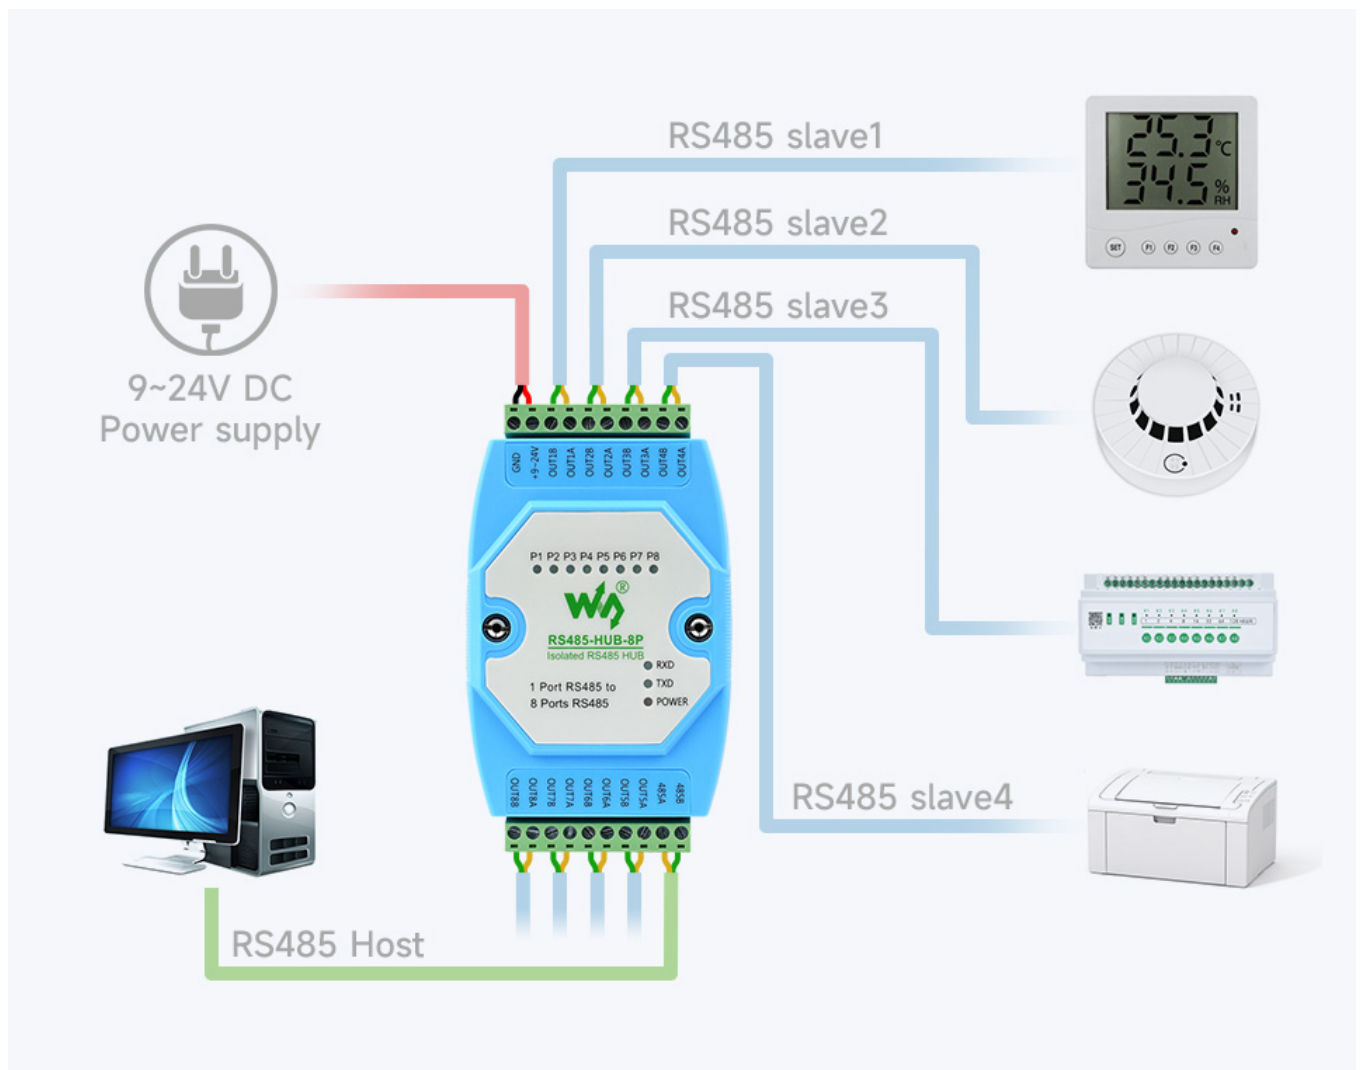 RS485 slave1
25.3 °C
34.5 %
RH
SET F1 F2 F3 F4
RS485 slave2
RS485 slave3
9~24V DC
Power supply
GND
+9~24V
OUT1B
OUT1A
OUT2B
OUT2A
OUT3B
OUT3A
OUT4B
OUT4A
P1 P2 P3 P4 P5 P6 P7 P8
®
RS485-HUB-8P
Isolated RS485 HUB
RXD
1 Port RS485 to
TXD
8 Ports RS485
POWER
OUT8B
OUT8A
OUT7B
OUT7A
OUT6B
OUT6A
OUT5B
OUT5A
485A
485B
RS485 slave4
RS485 Host